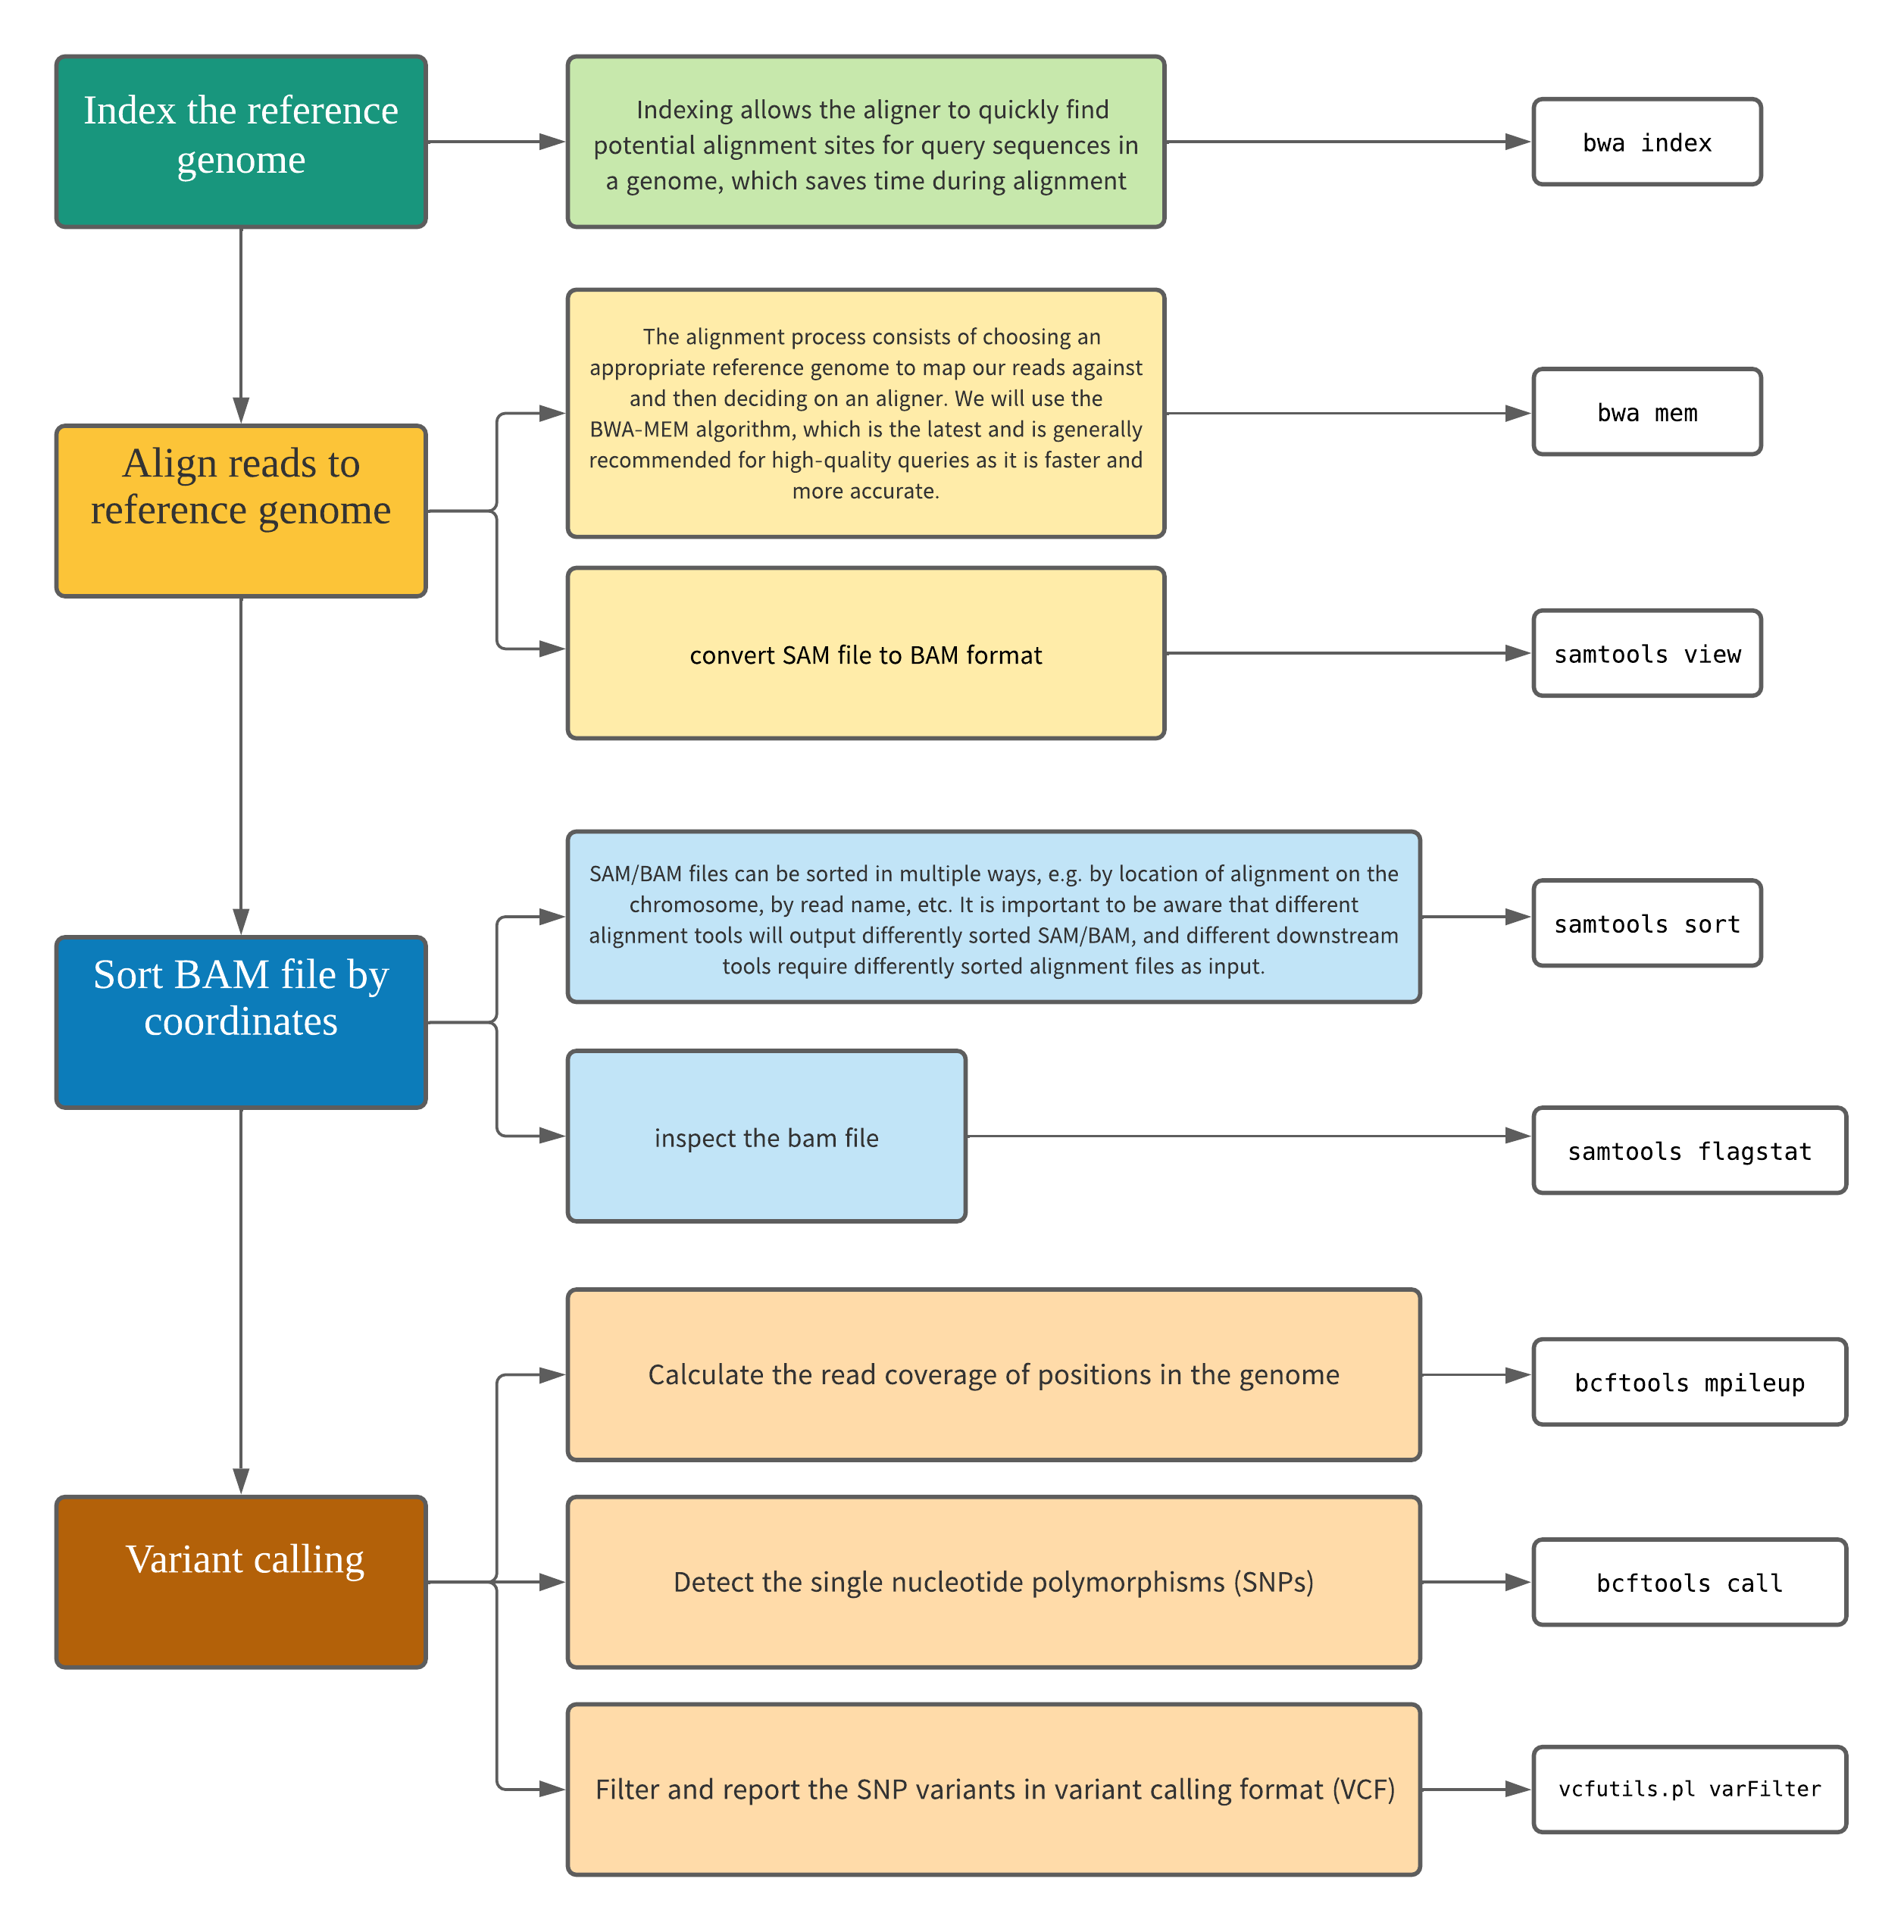 Index the reference
genome
Indexing allows the aligner to quickly find
potential alignment sites for query sequences in
a genome, which saves time during alignment
bwa index
Align reads to
reference genome
The alignment process consists of choosing an
appropriate reference genome to map our reads against
and then deciding on an aligner. We will use the
BWA-MEM algorithm, which is the latest and is generally
recommended for high-quality queries as it is faster and
more accurate.
bwa mem
convert SAM file to BAM format
samtools view
Sort BAM file by
coordinates
SAM/BAM files can be sorted in multiple ways, e.g. by location of alignment on the
chromosome, by read name, etc. It is important to be aware that different
alignment tools will output differently sorted SAM/BAM, and different downstream
tools require differently sorted alignment files as input.
samtools sort
inspect the bam file
samtools flagstat
Variant calling
Calculate the read coverage of positions in the genome
bcftools mpileup
Detect the single nucleotide polymorphisms (SNPs)
bcftools call
Filter and report the SNP variants in variant calling format (VCF)
vcfutils.pl varFilter